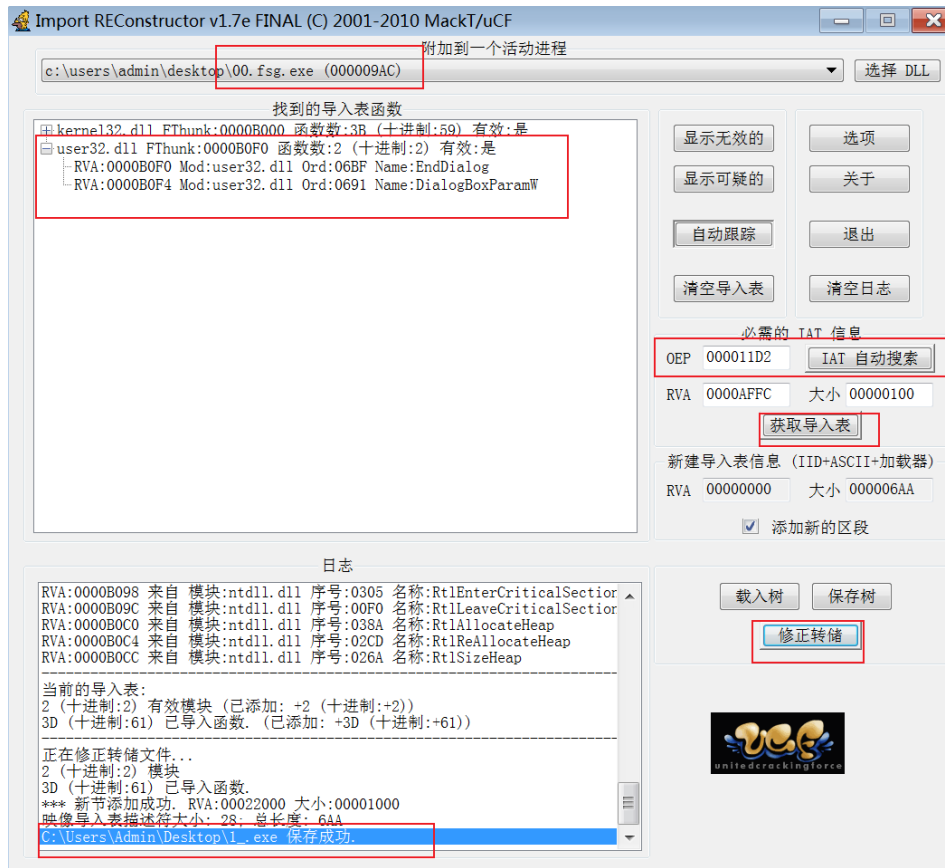 Import REConstructor v1.7e FINAL (C) 2001-2010 MackT/uCF
附加到一个活动进程
c:\users\admin\desktop\00.fsg.exe (000009AC)
选择 DLL
找到的导入表函数
kernel32.dll FThunk:0000B000 函数数:3B (十进制:59) 有效:是
user32.dll FThunk:0000B0F0 函数数:2 (十进制:2) 有效:是
RVA:0000B0F0 Mod:user32.dll Ord:06BF Name:EndDialog
RVA:0000B0F4 Mod:user32.dll Ord:0691 Name:DialogBoxParamW
显示无效的
选项
显示可疑的
关于
自动跟踪
退出
清空导入表
清空日志
必需的 IAT 信息
OEP 000011D2 IAT 自动搜索
RVA 0000AFFC 大小 00000100
获取导入表
新建导入表信息 (IID+ASCII+加载器)
RVA 00000000 大小 000006AA
添加新的区段
日志
RVA:0000B098 来自 模块:ntdll.dll 序号:0305 名称:RtlEnterCriticalSection
RVA:0000B09C 来自 模块:ntdll.dll 序号:00F0 名称:RtlLeaveCriticalSection
RVA:0000B0C0 来自 模块:ntdll.dll 序号:038A 名称:RtlAllocateHeap
RVA:0000B0C4 来自 模块:ntdll.dll 序号:02CD 名称:RtlReAllocateHeap
RVA:0000B0CC 来自 模块:ntdll.dll 序号:026A 名称:RtlSizeHeap
当前的导入表:
2 (十进制:2) 有效模块 (已添加: +2 (十进制:+2))
3D (十进制:61) 已导入函数. (已添加: +3D (十进制:+61))
正在修正转储文件...
2 (十进制:2) 模块
3D (十进制:61) 已导入函数.
*** 新节添加成功. RVA:00022000 大小:00001000
映像导入表描述符大小: 28; 总长度: 6AA
C:\Users\Admin\Desktop\1_.exe 保存成功.
载入树
保存树
修正转储
uCF
unitedcrackingforce